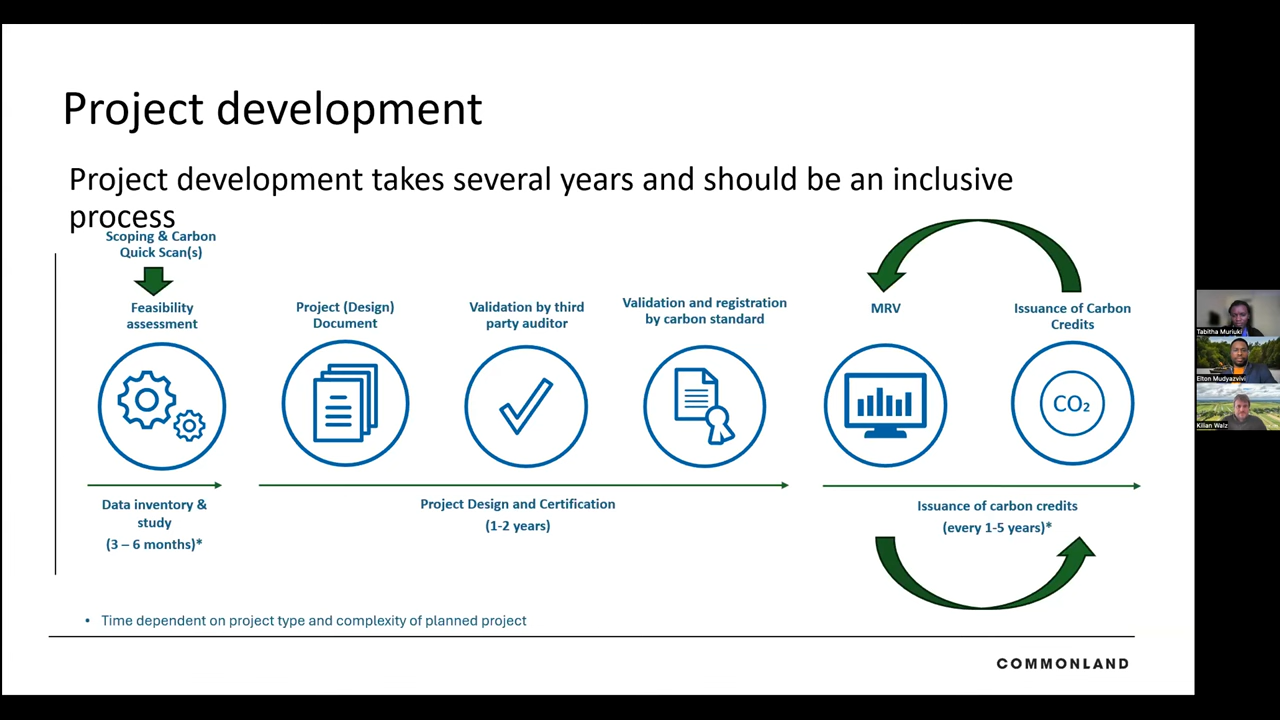 Project development
Project development takes several years and should be an inclusive
process
Scoping & Carbon
Quick Scan(s)
Feasibility
assessment
Project (Design)
Document
Validation by third
party auditor
Validation and registration
by carbon standard
MRV
Issuance of Carbon
Credits
CO₂
Data inventory &
study
(3 – 6 months)*
Project Design and Certification
(1-2 years)
Issuance of carbon credits
(every 1-5 years)*
• Time dependent on project type and complexity of planned project
COMMONLAND
Tabitha Muriuki
Elton Mudyazvivi
Kilian Walz